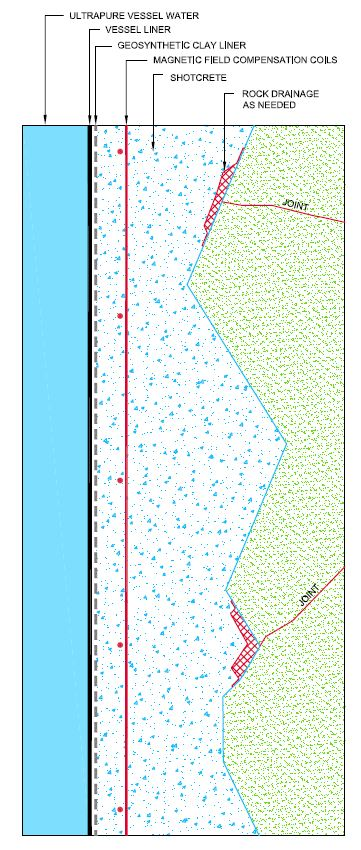 ULTRAPURE VESSEL WATER
VESSEL LINER
GEOSYNTHETIC CLAY LINER
MAGNETIC FIELD COMPENSATION COILS
SHOTCRETE
ROCK DRAINAGE
AS NEEDED
JOINT
JOINT